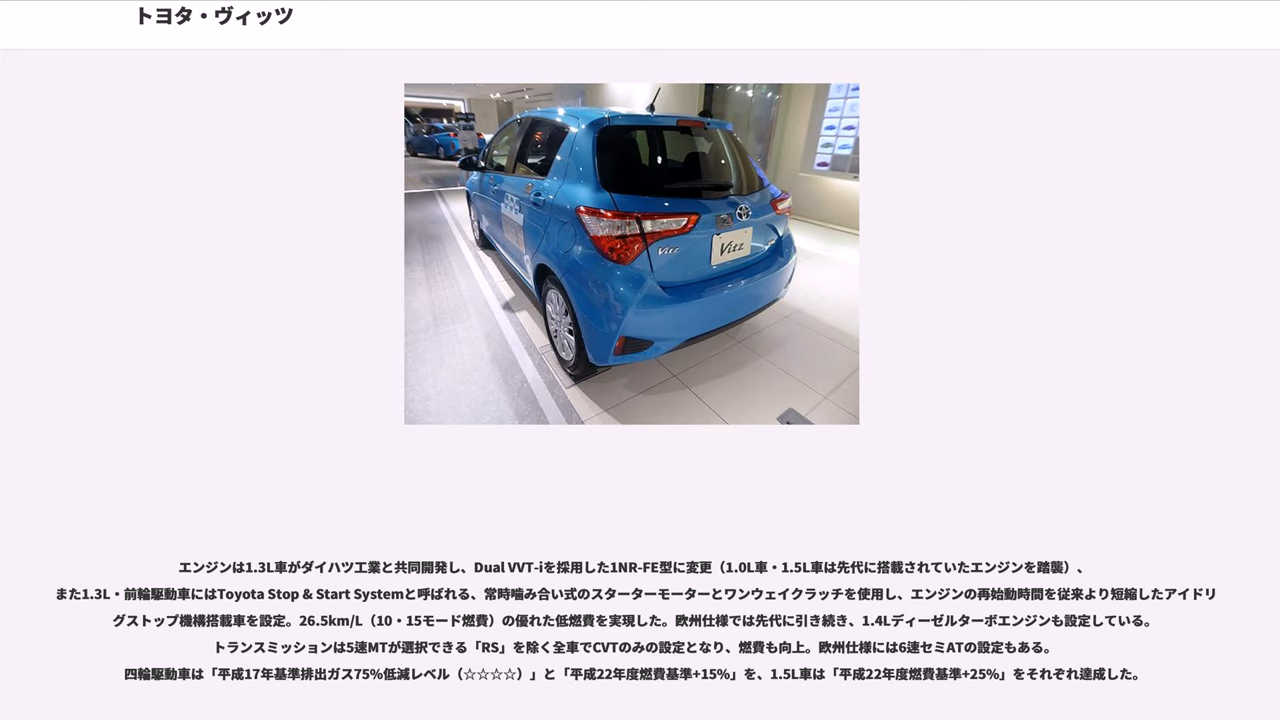 トヨタ・ヴィッツ
Vitz
Vitz
エンジンは1.3L車がダイハツ工業と共同開発し、Dual VVT-iを採用した1NR-FE型に変更（1.0L車・1.5L車は先代に搭載されていたエンジンを踏襲）、
また1.3L・前輪駆動車にはToyota Stop & Start Systemと呼ばれる、常時噛み合い式のスターターモーターとワンウェイクラッチを使用し、エンジンの再始動時間を従来より短縮したアイドリ
グストップ機構搭載車を設定。26.5km/L（10・15モード燃費）の優れた低燃費を実現した。欧州仕様では先代に引き続き、1.4Lディーゼルターボエンジンも設定している。
トランスミッションは5速MTが選択できる「RS」を除く全車でCVTのみの設定となり、燃費も向上。欧州仕様には6速セミATの設定もある。
四輪駆動車は「平成17年基準排出ガス75%低減レベル（☆☆☆☆）」と「平成22年度燃費基準+15%」を、1.5L車は「平成22年度燃費基準+25%」をそれぞれ達成した。